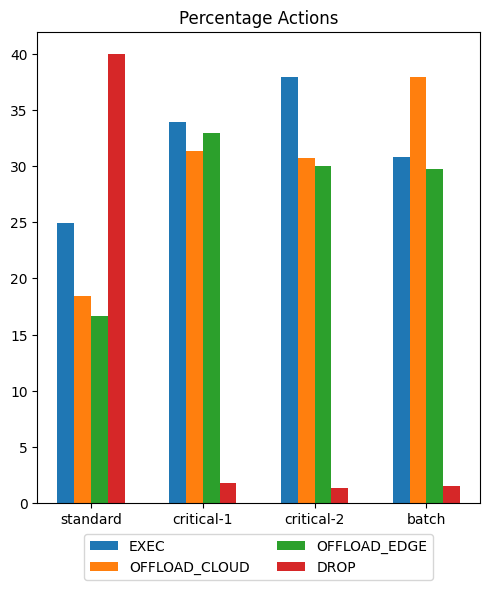 Percentage Actions
40
35
30
25
20
15
10
5
0
standard critical-1 critical-2 batch
EXEC OFFLOAD_EDGE
OFFLOAD_CLOUD DROP